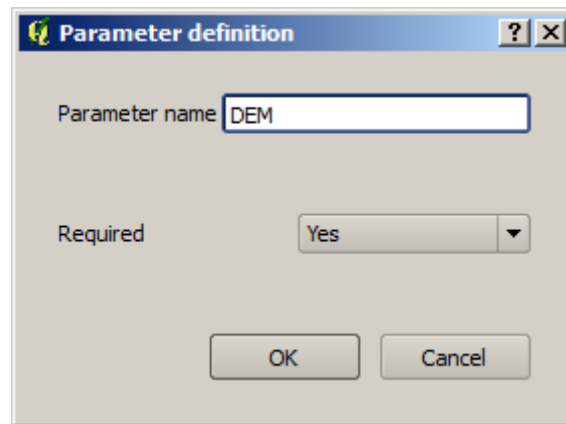 Parameter definition ?
Parameter name DEM
Required Yes
OK Cancel